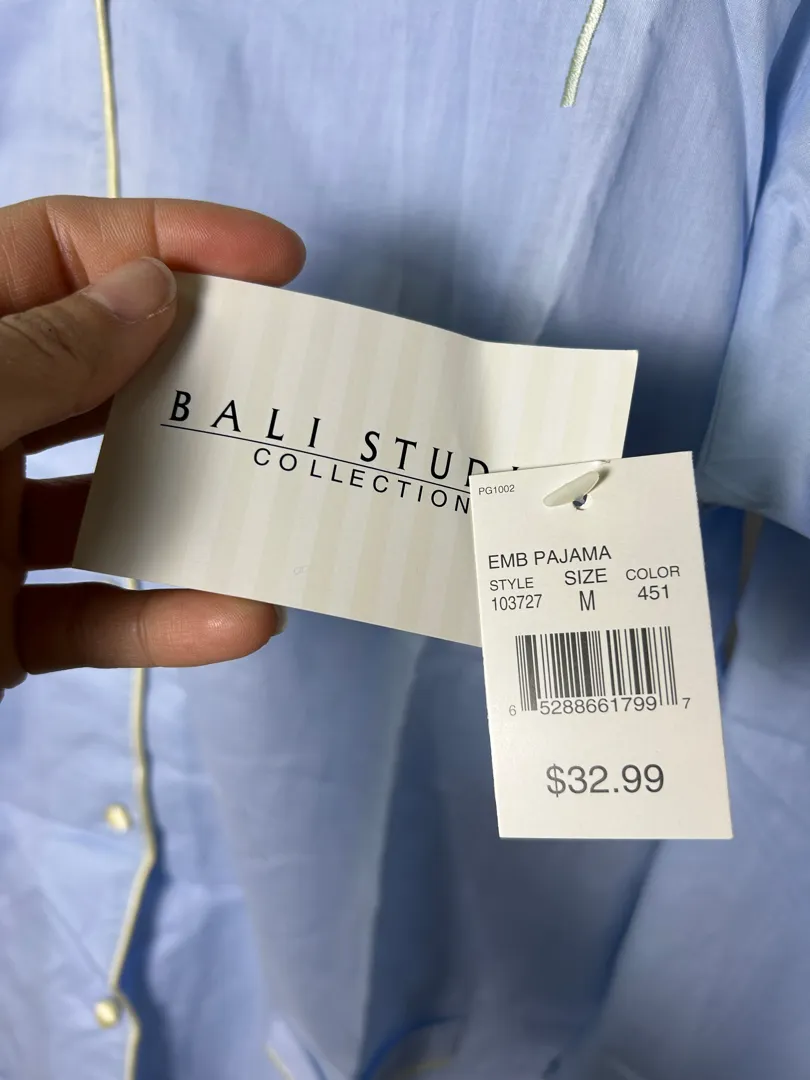 BALI
COLLECTION
PG1002
EMB PAJAMA
STYLE SIZE COLOR
103727 M 451
6 5288661799 7
$32.99